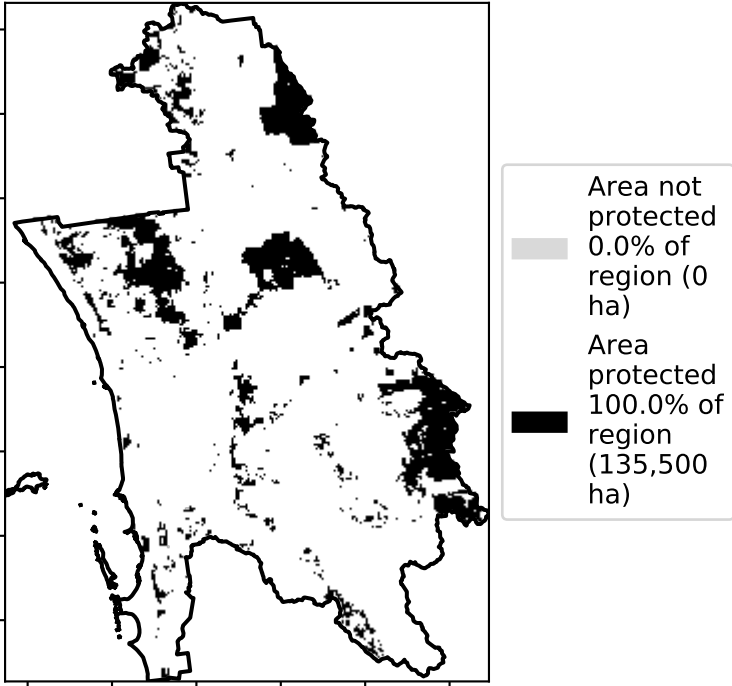 Area not
protected
0.0% of
region (0
ha)
Area
protected
100.0% of
region
(135,500
ha)